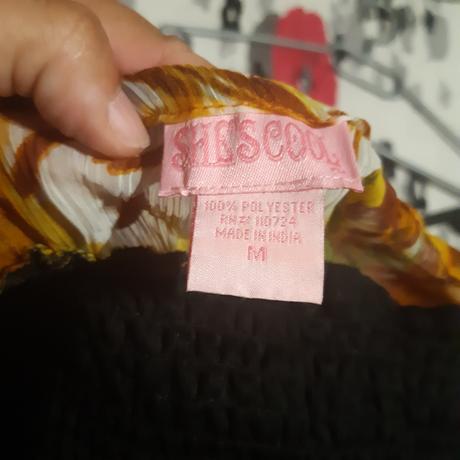 SHE'S COOL
100% POLYESTER
RN# 110724
MADE IN INDIA
M